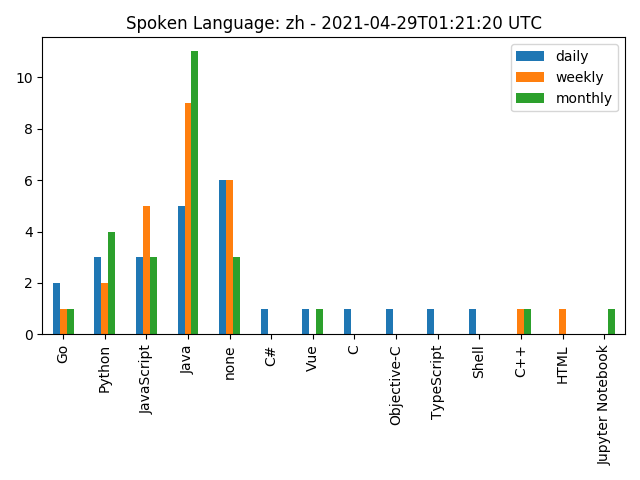 Spoken Language: zh - 2021-04-29T01:21:20 UTC
daily
weekly
monthly
10
8
6
4
2
0
Go
Python
JavaScript
Java
none
C#
Vue
C
Objective-C
TypeScript
Shell
C++
HTML
Jupyter Notebook